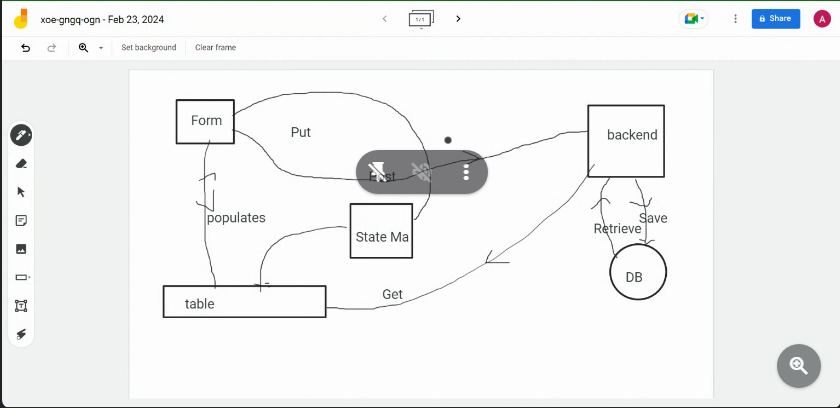 xoe-gngq-ogn - Feb 23, 2024
1/1
Share
A
Set background
Clear frame
Form
Put
backend
populates
State Ma
Save
Retrieve
DB
Get
table